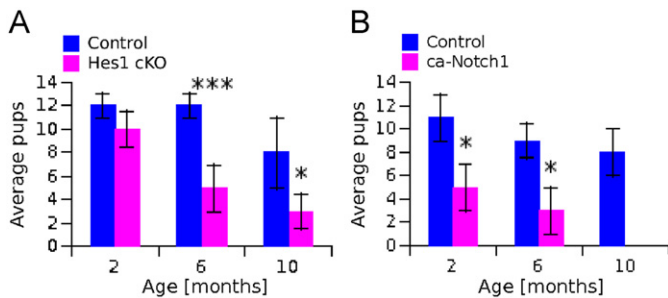 A
Control
Hes1 cKO
Average pups
14
12
10
8
6
4
2
0
***
*
2 6 10
Age [months]
B
Control
ca-Notch1
Average pups
14
12
10
8
6
4
2
0
*
*
2 6 10
Age [months]